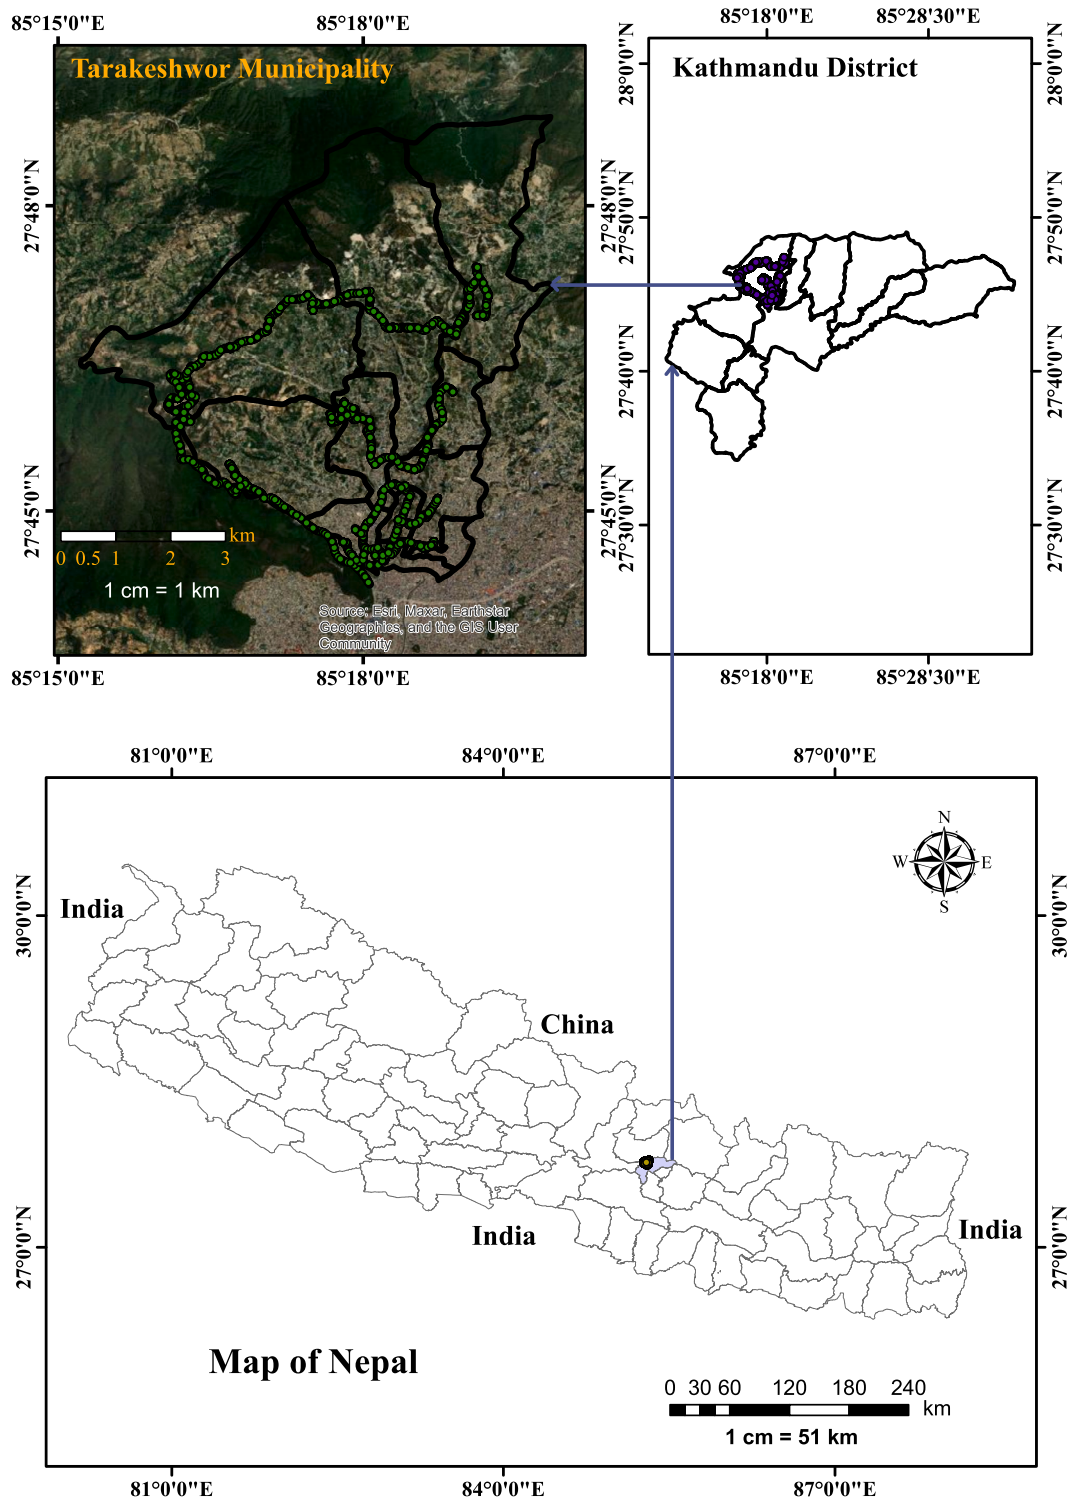 85°15'0"E 85°18'0"E
85°18'0"E 85°28'30"E
Tarakeshwor Municipality
Kathmandu District
27°48'0"N
27°45'0"N
27°48'0"N
27°45'0"N
28°0'0"N
27°50'0"N
27°40'0"N
27°30'0"N
28°0'0"N
27°50'0"N
27°40'0"N
27°30'0"N
km
0 0.5 1 2 3
1 cm = 1 km
Source: Esri, Maxar, Earthstar
Geographics, and the GIS User
Community
85°15'0"E 85°18'0"E
85°18'0"E 85°28'30"E
81°0'0"E 84°0'0"E 87°0'0"E
N
W E
S
30°0'0"N
27°0'0"N
30°0'0"N
27°0'0"N
India
China
India
India
Map of Nepal
0 30 60 120 180 240
km
1 cm = 51 km
81°0'0"E 84°0'0"E 87°0'0"E